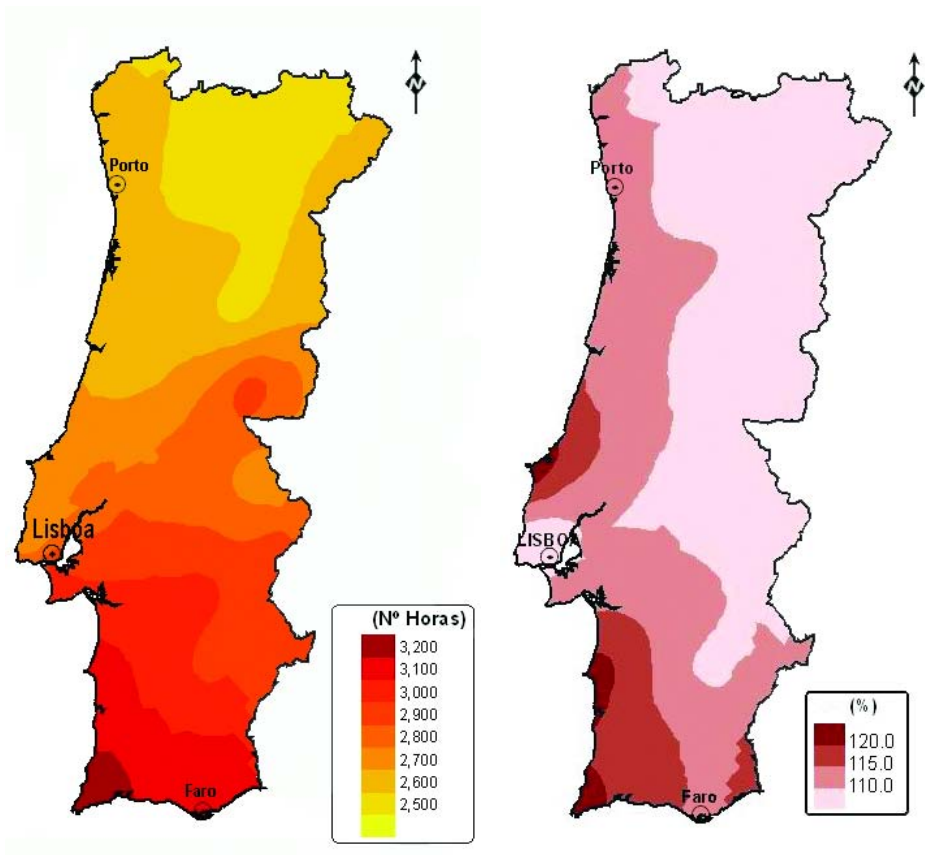 N
Porto
Lisboa
Faro
(Nº Horas)
3,200
3,100
3,000
2,900
2,800
2,700
2,600
2,500
N
Porto
LISBOA
Faro
(%)
120.0
115.0
110.0